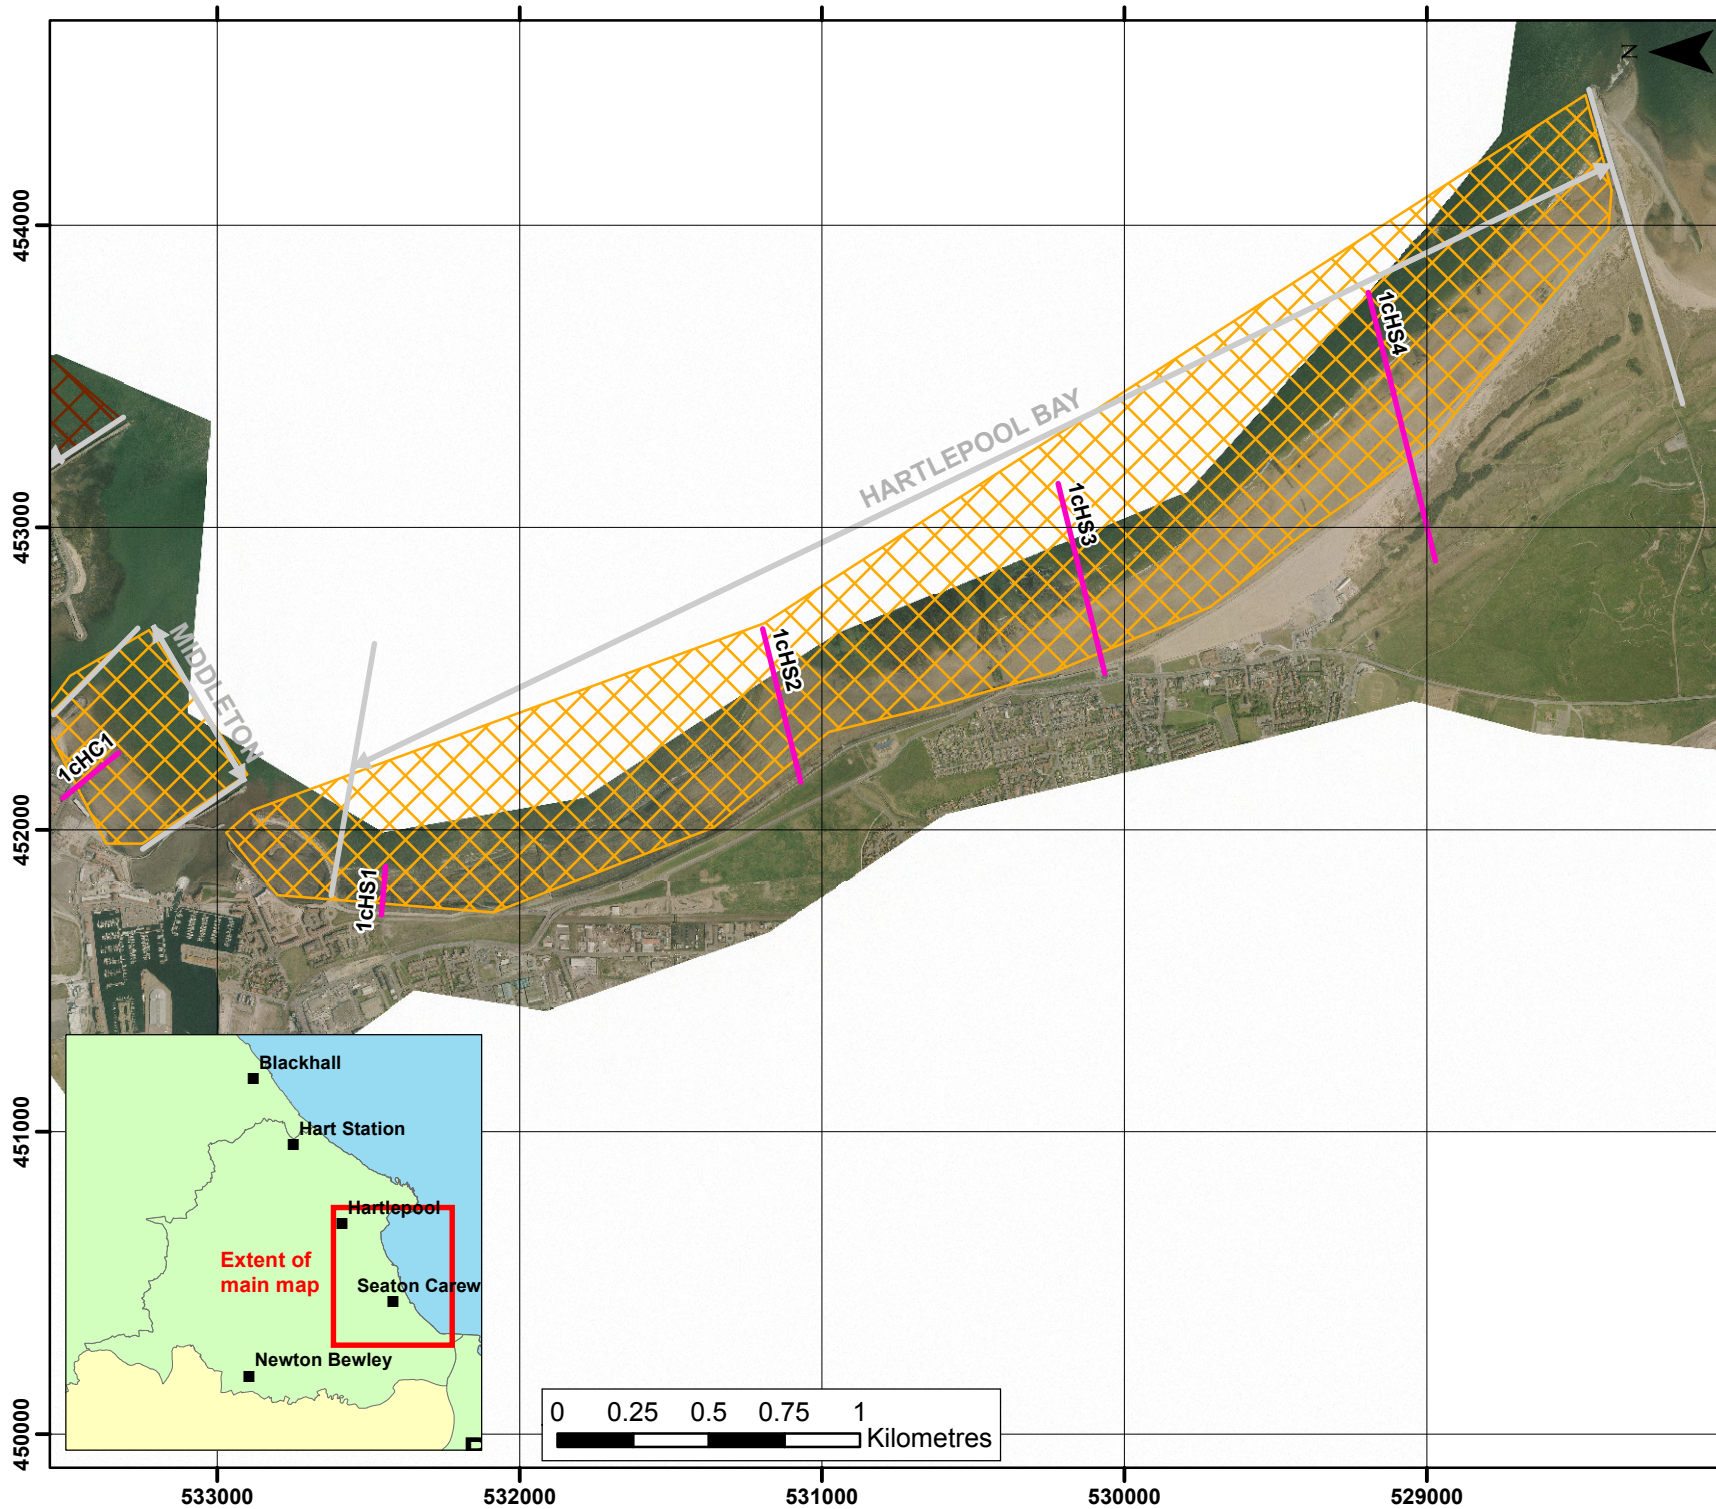 N
454000
453000
452000
451000
450000
HARTLEPOOL BAY
MIDDLETON
1cHS4
1cHS3
1cHS2
1cHC1
1cHS1
Blackhall
Hart Station
Hartlepool
Extent of
main map
Seaton Carew
Newton Bewley
0 0.25 0.5 0.75 1
Kilometres
533000 532000 531000 530000 529000